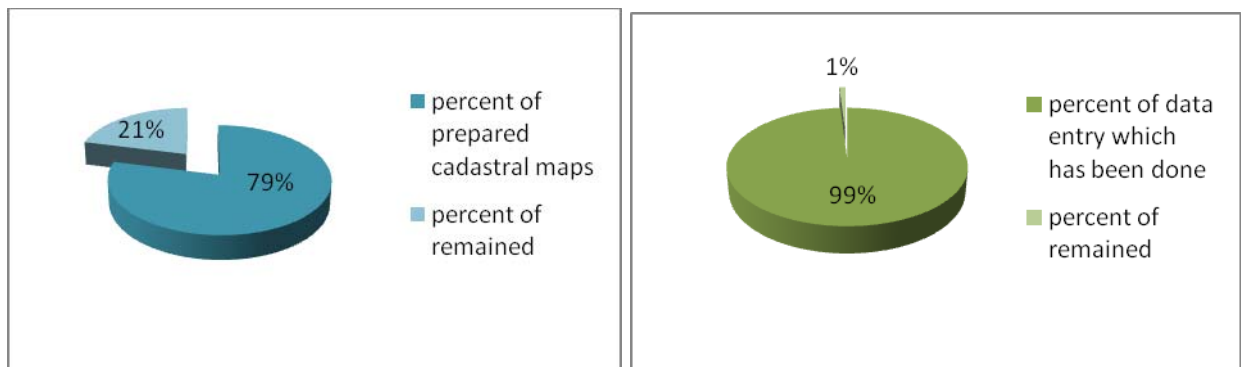 21%
79%
percent of
prepared
cadastral maps
percent of
remained
1%
99%
percent of data
entry which
has been done
percent of
remained